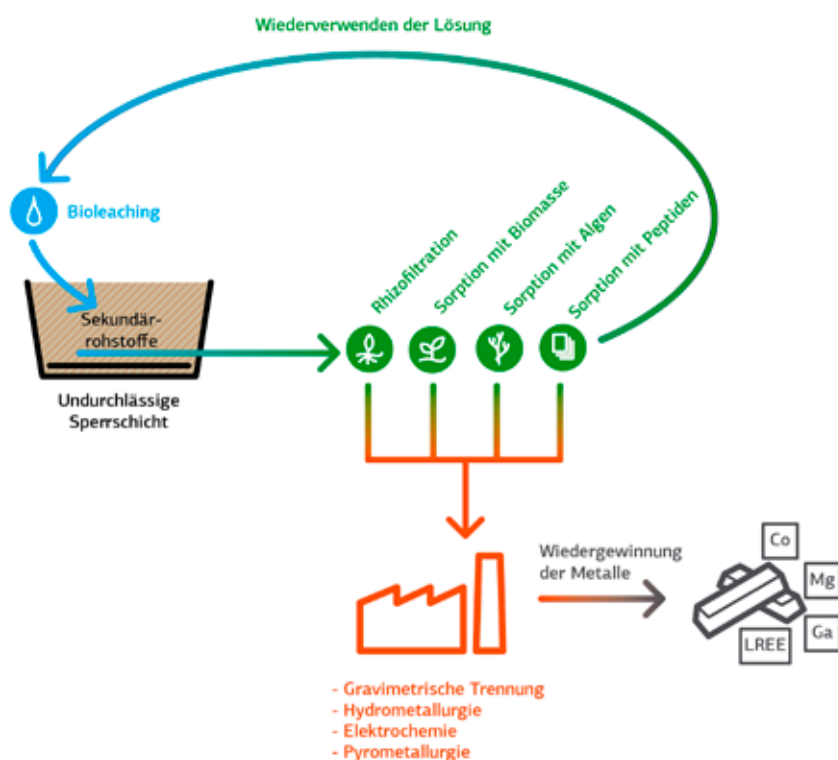 Wiederverwenden der Lösung
Bioleaching
Rhizofiltration
Sorption mit Biomasse
Sorption mit Algen
Sorption mit Peptiden
Sekundär-
rohstoffe
Undurchlässige
Sperrschicht
Wiedergewinnung
der Metalle
Co
Mg
Ga
LREE
- Gravimetrische Trennung
- Hydrometallurgie
- Elektrochemie
- Pyrometallurgie